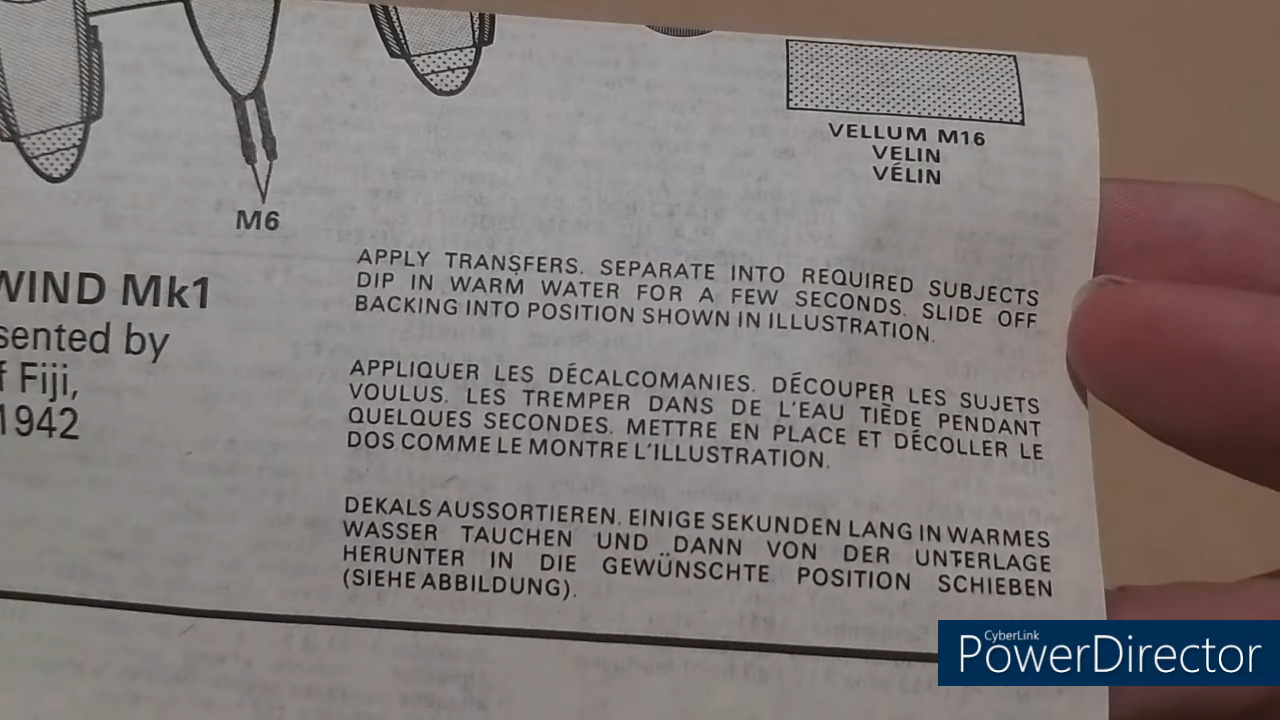 VELLUM M16
VELIN
VÉLIN
M6
WIND Mk1
sented by
f Fiji,
1942
APPLY TRANSFERS. SEPARATE INTO REQUIRED SUBJECTS
DIP IN WARM WATER FOR A FEW SECONDS. SLIDE OFF
BACKING INTO POSITION SHOWN IN ILLUSTRATION.
APPLIQUER LES DÉCALCOMANIES. DÉCOUPER LES SUJETS
VOULUS. LES TREMPER DANS DE L'EAU TIÈDE PENDANT
QUELQUES SECONDES. METTRE EN PLACE ET DÉCOLLER LE
DOS COMME LE MONTRE L'ILLUSTRATION.
DEKALS AUSSORTIEREN. EINIGE SEKUNDEN LANG IN WARMES
WASSER TAUCHEN UND DANN VON DER UNTERLAGE
HERUNTER IN DIE GEWÜNSCHTE POSITION SCHIEBEN
(SIEHE ABBILDUNG).
CyberLink
PowerDirector